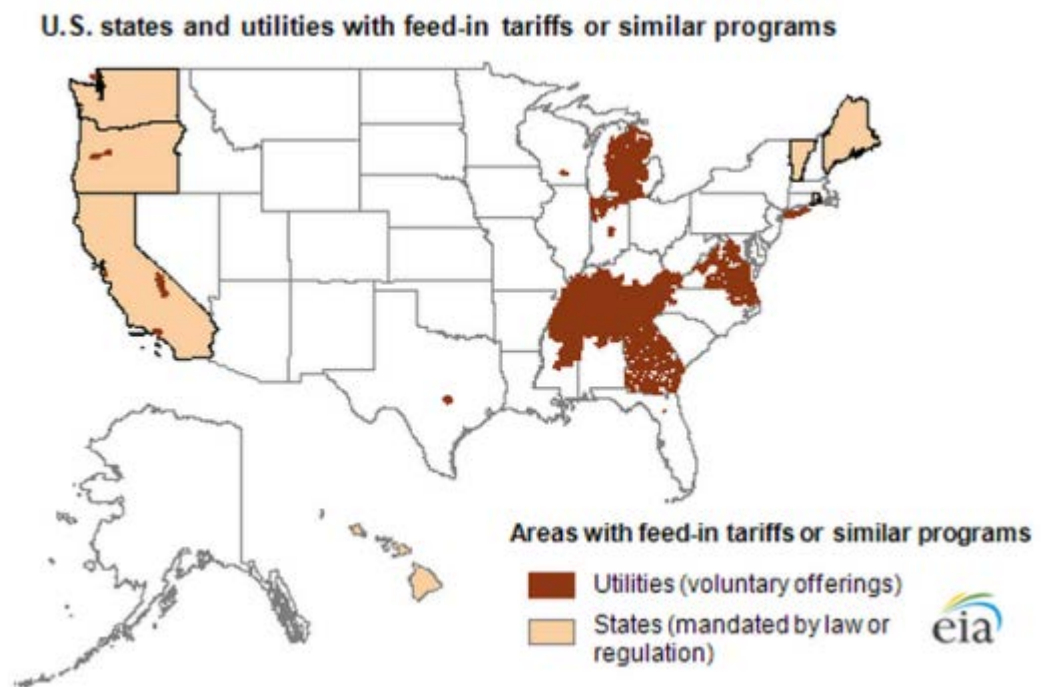 U.S. states and utilities with feed-in tariffs or similar programs
Areas with feed-in tariffs or similar programs
Utilities (voluntary offerings)
States (mandated by law or
regulation)
eia